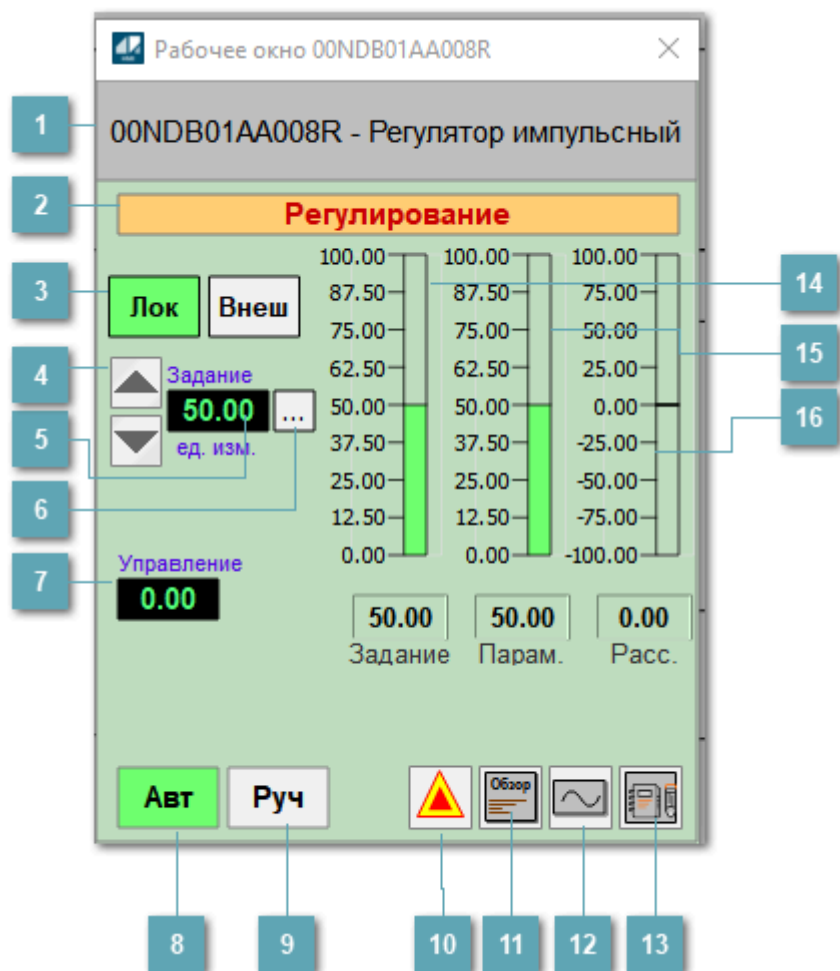 Рабочее окно 00NDB01AA008R
1
00NDB01AA008R - Регулятор импульсный
2
Регулирование
3
Лок Внеш
4
Задание
5
50.00 ...
ед. изм.
6
7
Управление
0.00
100.00 100.00 100.00
87.50 87.50 75.00
75.00 75.00 50.00
62.50 62.50 25.00
50.00 50.00 0.00
37.50 37.50 -25.00
25.00 25.00 -50.00
12.50 12.50 -75.00
0.00 0.00 -100.00
14
15
16
50.00 50.00 0.00
Задание Парам. Расс.
Авт Руч Обзор
8 9 10 11 12 13